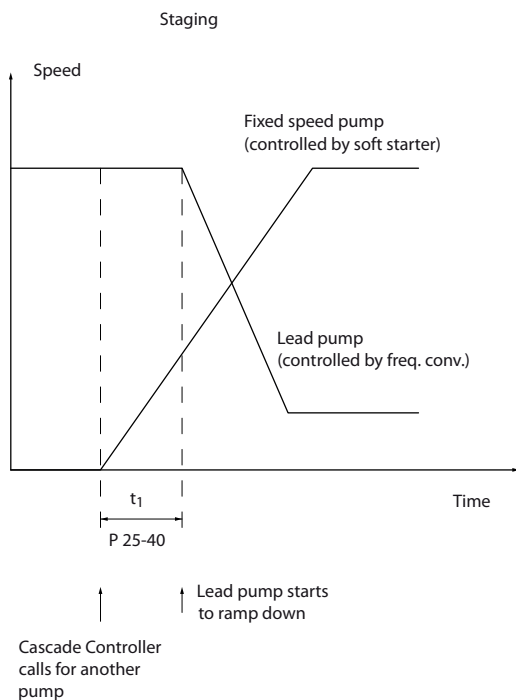 Staging
Speed
Fixed speed pump
(controlled by soft starter)
Lead pump
(controlled by freq. conv.)
t1
Time
P 25-40
Lead pump starts
to ramp down
Cascade Controller
calls for another
pump